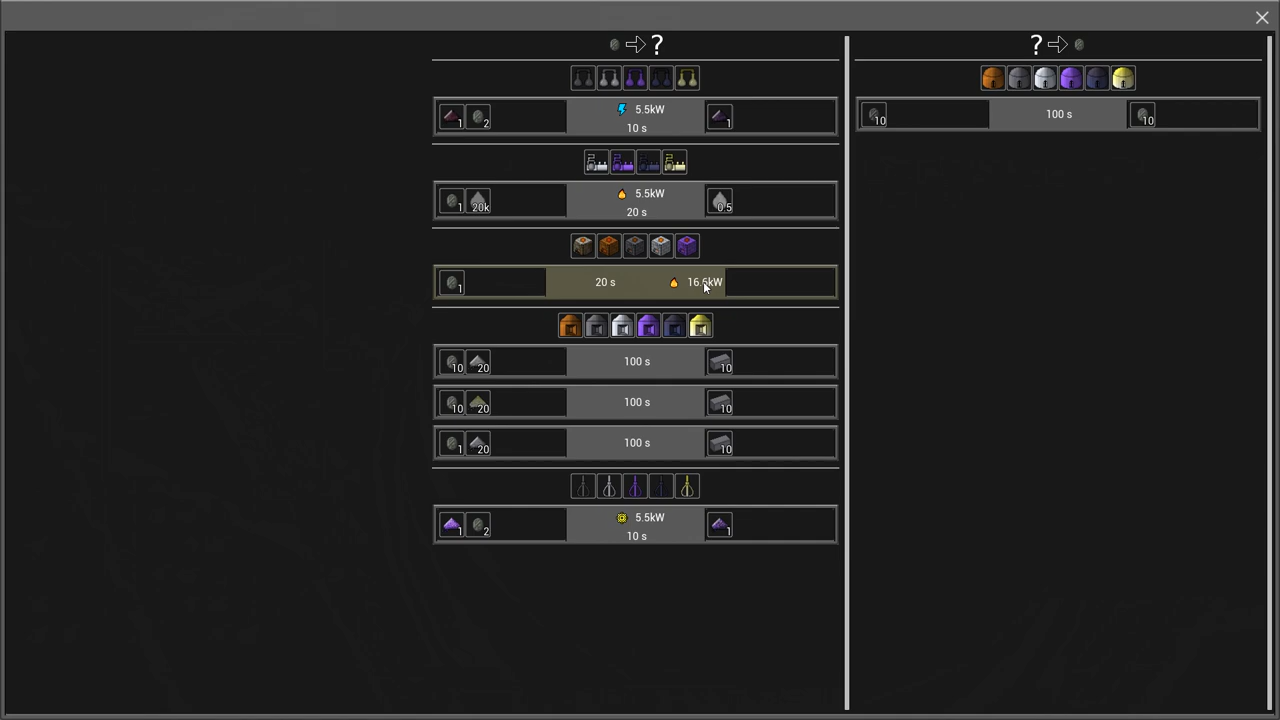 ?
1 2 5.5kW 1
10 s
1 20k 5.5kW 0.5
20 s
1 20 s 16.6kW
10 20 100 s 10
10 20 100 s 10
1 20 100 s 10
1 2 5.5kW 1
10 s
?
10 100 s 10